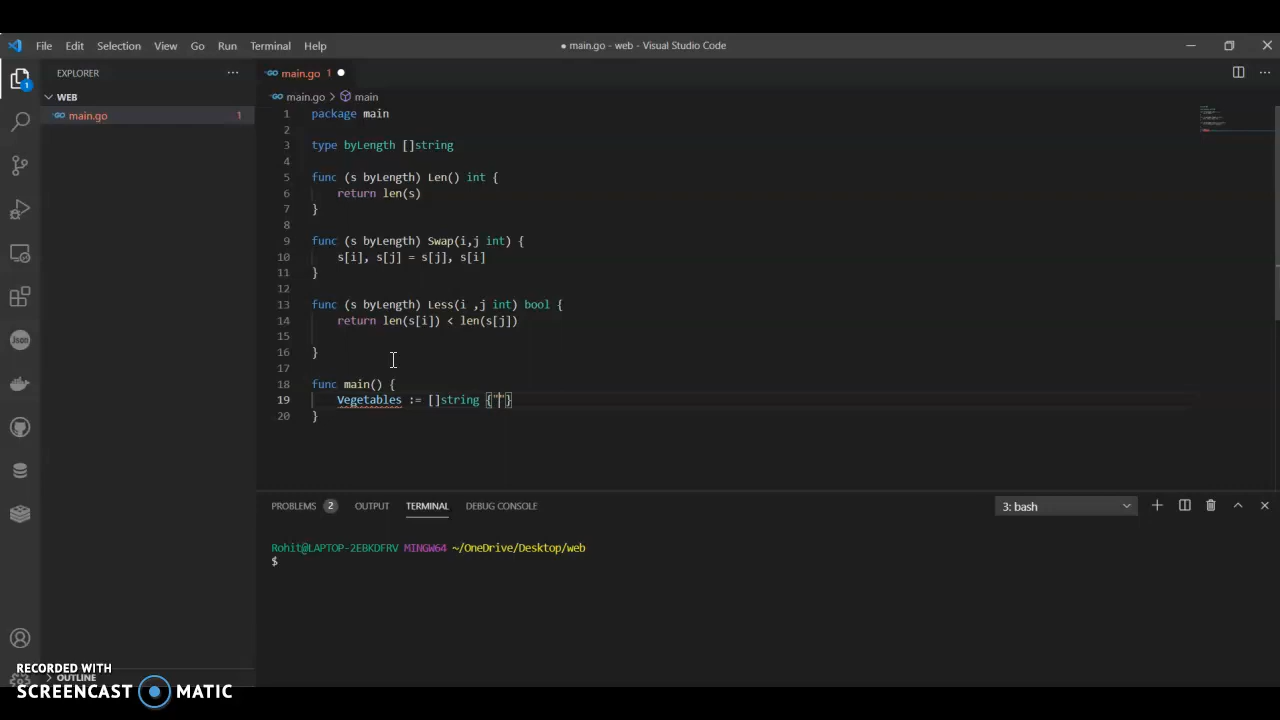 File Edit Selection View Go Run Terminal Help
● main.go - web - Visual Studio Code
EXPLORER
WEB
main.go 1
main.go 1
main.go > main
1 package main
2
3 type byLength []string
4
5 func (s byLength) Len() int {
6 return len(s)
7 }
8
9 func (s byLength) Swap(i,j int) {
10 s[i], s[j] = s[j], s[i]
11 }
12
13 func (s byLength) Less(i ,j int) bool {
14 return len(s[i]) < len(s[j])
15
16 }
17
18 func main() {
19 Vegetables := []string {""}
20 }
PROBLEMS 2 OUTPUT TERMINAL DEBUG CONSOLE
3: bash
Rohit@LAPTOP-2EBKDFRV MINGW64 ~/OneDrive/Desktop/web
$
1
Json
OUTLINE
RECORDED WITH
SCREENCAST MATIC